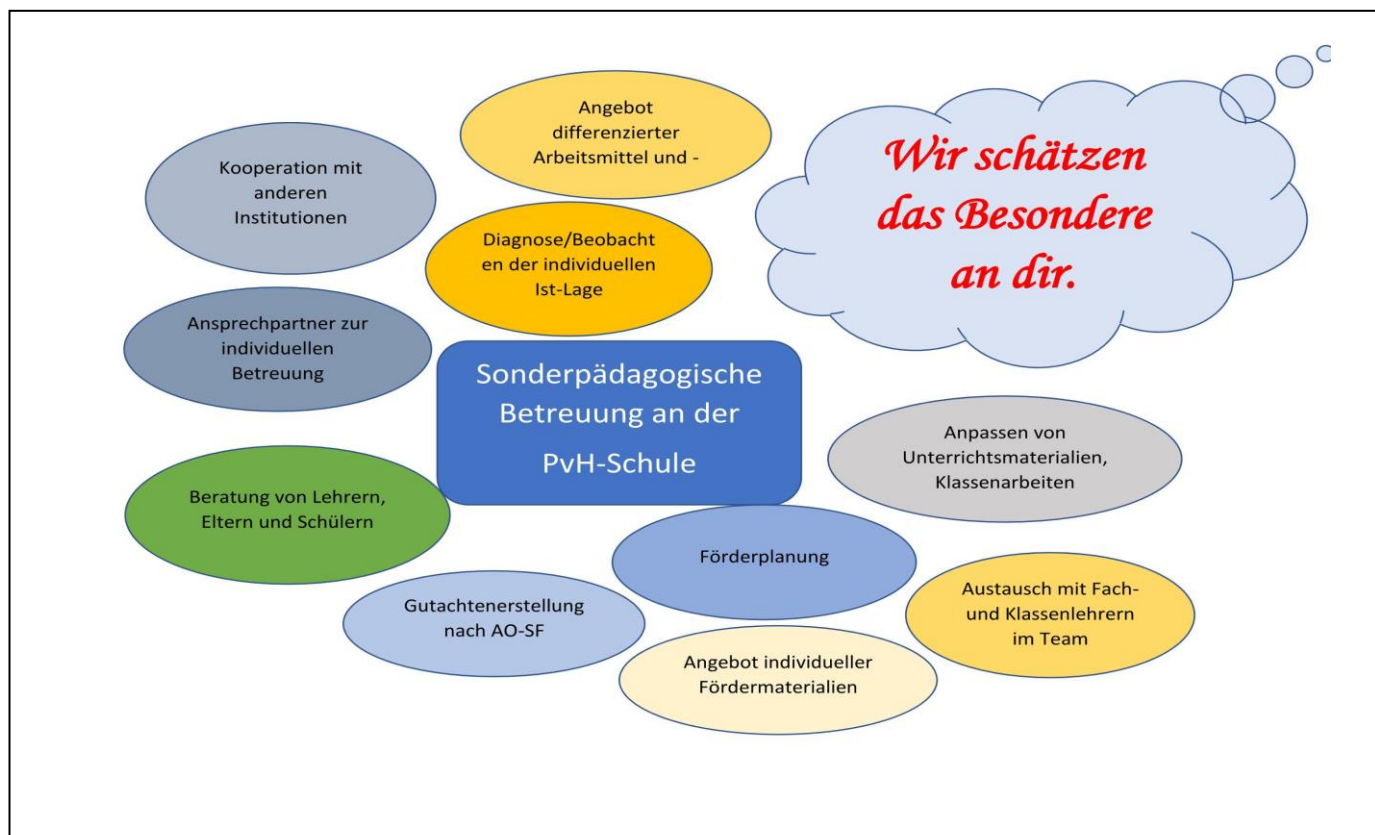 Angebot
differenzierter
Arbeitsmittel und -
Kooperation mit
anderen
Institutionen
Wir schätzen
das Besondere
an dir.
Diagnose/Beobacht
en der individuellen
Ist-Lage
Ansprechpartner zur
individuellen
Betreuung
Sonderpädagogische
Betreuung an der
PvH-Schule
Anpassen von
Unterrichtsmaterialien,
Klassenarbeiten
Beratung von Lehrern,
Eltern und Schülern
Förderplanung
Gutachtenerstellung
nach AO-SF
Austausch mit Fach-
und Klassenlehrern
im Team
Angebot individueller
Fördermaterialien